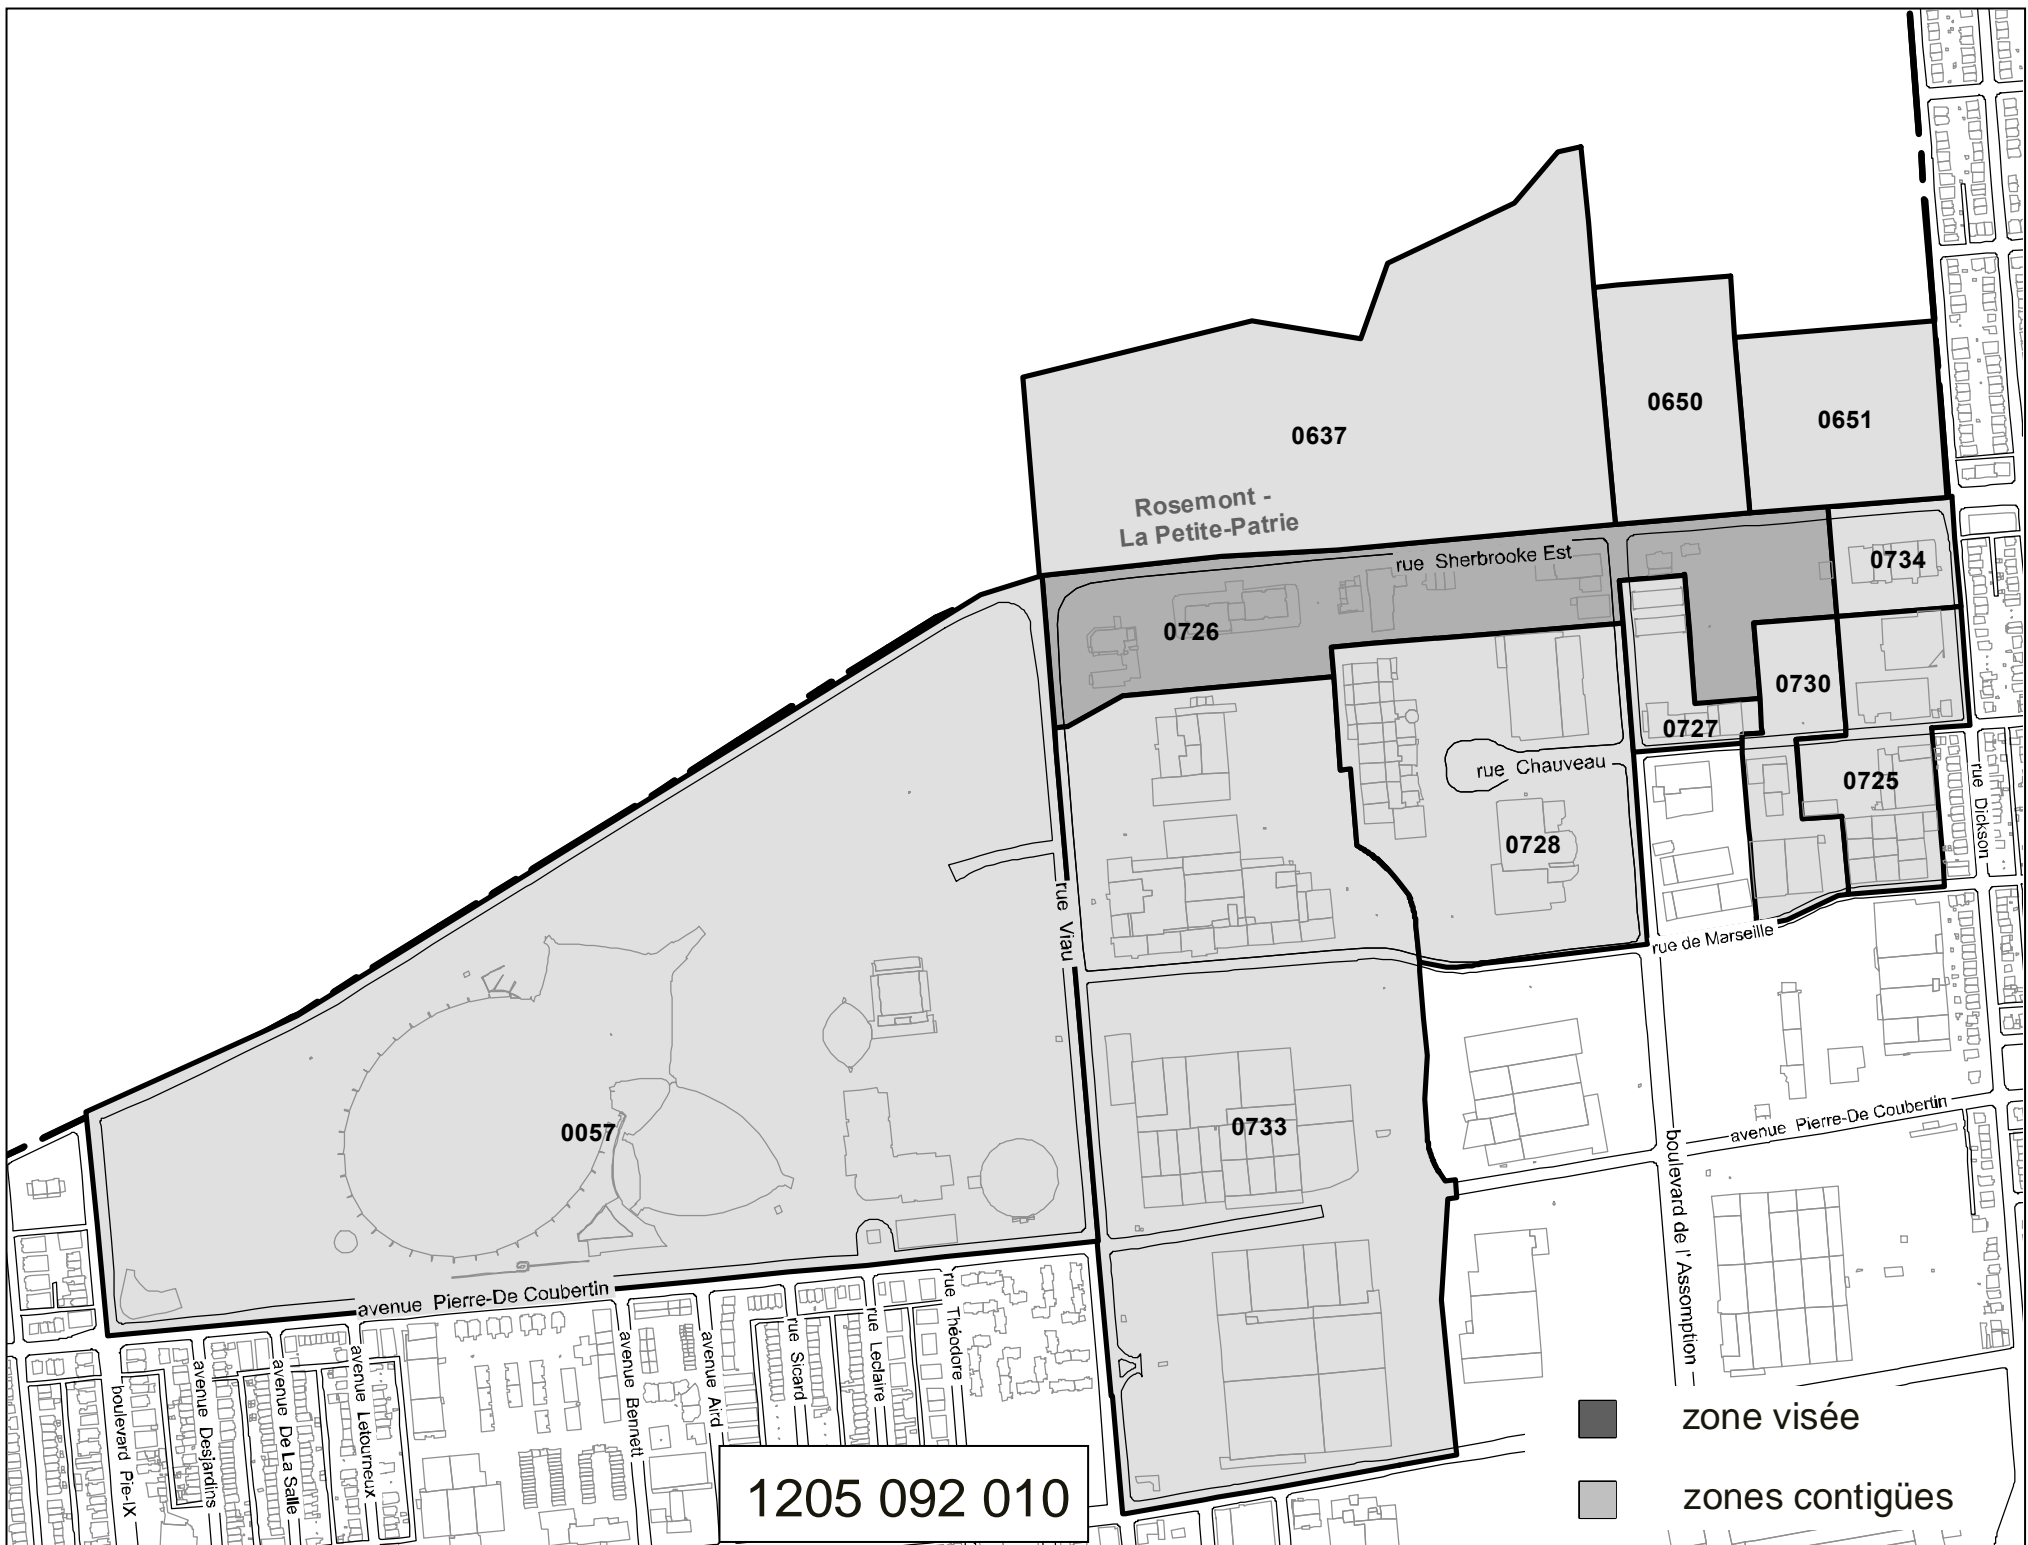 0637
0650
0651
Rosemont -
La Petite-Patrie
rue Sherbrooke Est
0734
0726
0730
0727
rue Chauveau
0725
0728
rue Dickson
rue Viau
rue de Marseille
0057
0733
avenue Pierre-De Coubertin
boulevard de l' Assomption
avenue Pierre-De Coubertin
boulevard Pie-IX
avenue Desjardins
avenue De La Salle
avenue Letourneux
avenue Bennett
avenue Aird
rue Sicard
rue Leclaire
rue Théodore
zone visée
zones contigües
1205 092 010